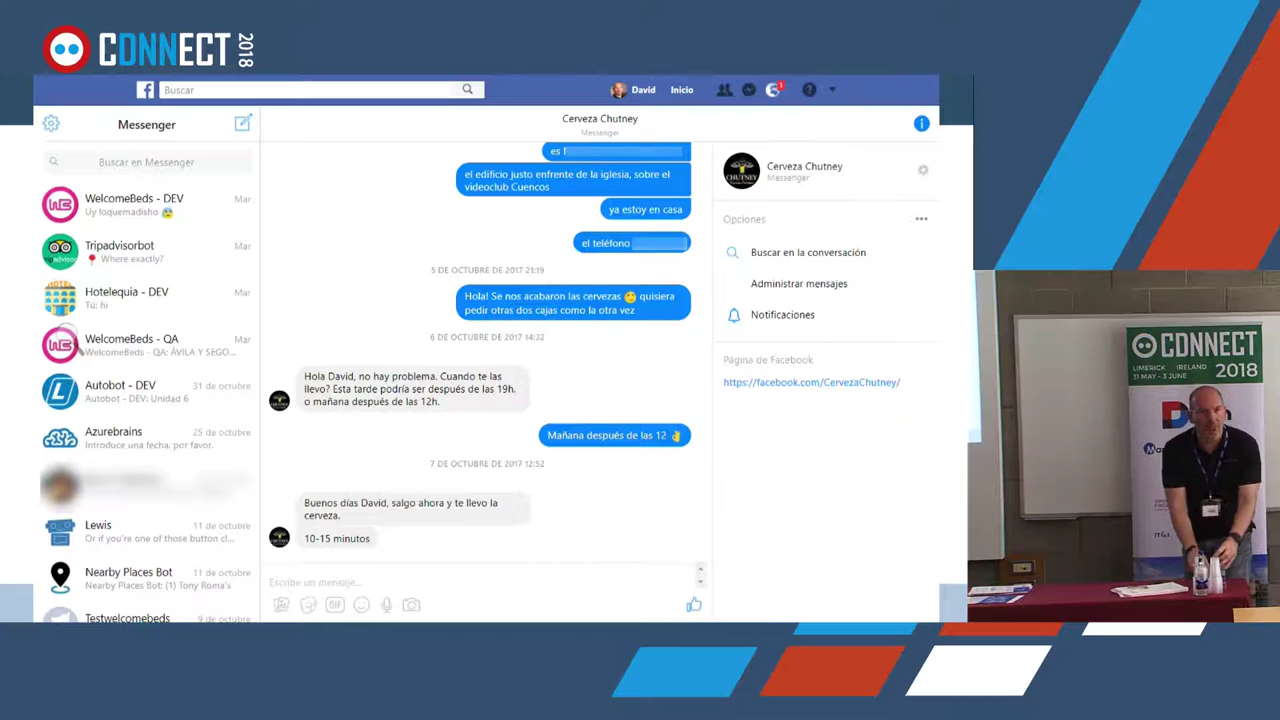 CDNNECT 2018
Buscar
David
Inicio
1
Messenger
Buscar en Messenger
WelcomeBeds - DEV
Mar
Uy loquemadisho
Tripadvisorbot
Mar
Where exactly?
Hotelequia - DEV
Mar
Tú: hi
WelcomeBeds - QA
Mar
WelcomeBeds - QA: ÁVILA Y SEGO...
Autobot - DEV
31 de octubre
Autobot - DEV: Unidad 6
Azurebrains
25 de octubre
Introduce una fecha, por favor.
Lewis
11 de octubre
Or if you're one of those button cl...
Nearby Places Bot
11 de octubre
Nearby Places Bot: (1) Tony Roma's
Testwelcomebeds
9 de octubre
Cerveza Chutney
Messenger
es
el edificio justo enfrente de la iglesia, sobre el
videoclub Cuencos
ya estoy en casa
el teléfono
5 DE OCTUBRE DE 2017 21:19
Hola! Se nos acabaron las cervezas quisiera
pedir otras dos cajas como la otra vez
6 DE OCTUBRE DE 2017 14:32
Hola David, no hay problema. Cuando te las
llevo? Esta tarde podría ser después de las 19h.
o mañana después de las 12h.
Mañana después de las 12
7 DE OCTUBRE DE 2017 12:52
Buenos días David, salgo ahora y te llevo la
cerveza.
10-15 minutos
Escribe un mensaje...
GIF
CHUTNEY
Cerveza Chutney
Messenger
Opciones
Buscar en la conversación
Administrar mensajes
Notificaciones
Página de Facebook
https://facebook.com/CervezaChutney/
CDNNECT
LIMERICK IRELAND
31 MAY - 3 JUNE
2018